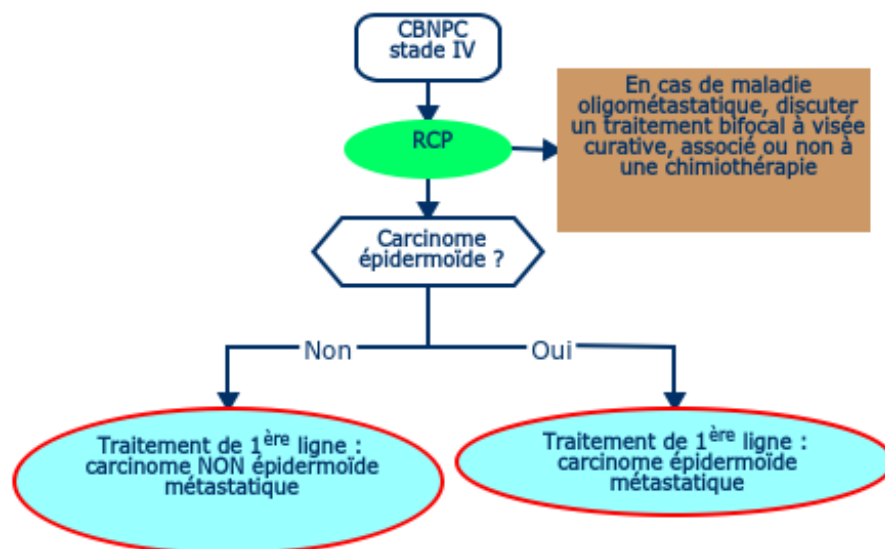 CBNPC
stade IV
RCP
En cas de maladie
oligométastatique, discuter
un traitement bifocal à visée
curative, associé ou non à
une chimiothérapie
Carcinome
épidermoïde ?
Non
Oui
Traitement de 1ère ligne :
carcinome NON épidermoïde
métastatique
Traitement de 1ère ligne :
carcinome épidermoïde
métastatique